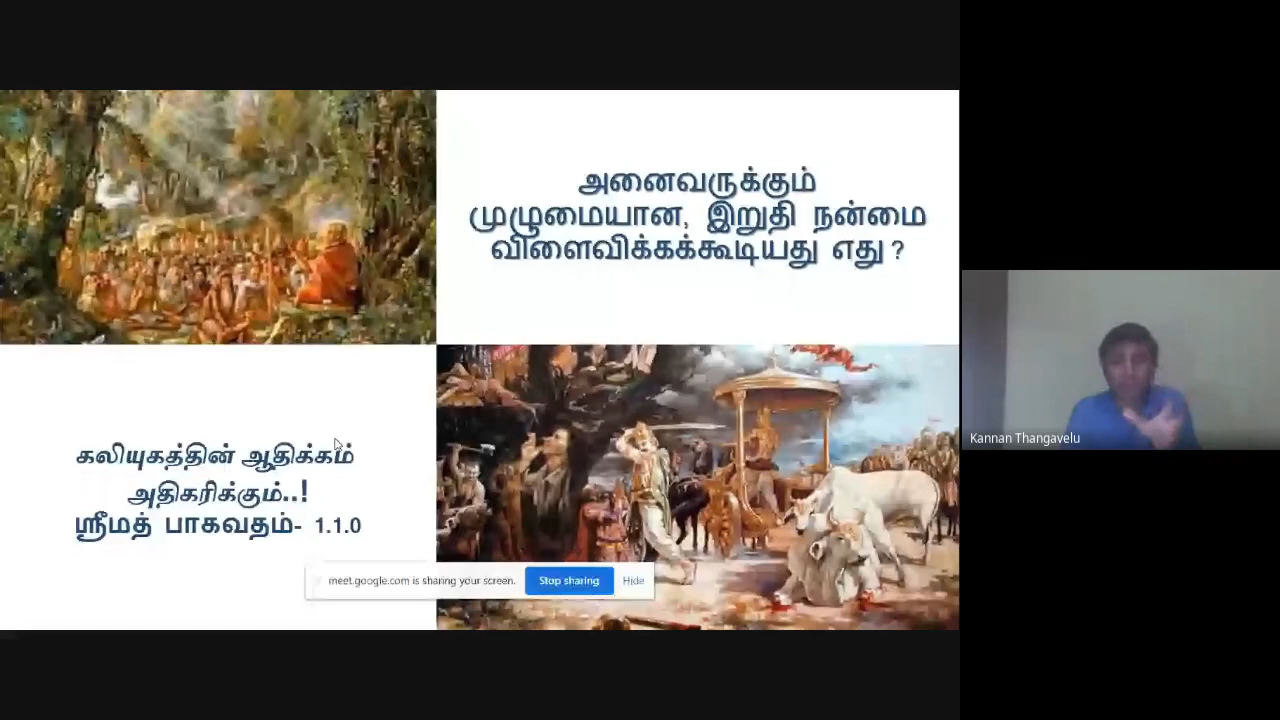 அனைவருக்கும்
முழுமையான, இறுதி நன்மை
விளைவிக்கக்கூடியது எது ?
கலியுகத்தின் ஆதிக்கம்
அதிகரிக்கும்..!
ஸ்ரீமத் பாகவதம்- 1.1.0
meet.google.com is sharing your screen. Stop sharing Hide
Kannan Thangavelu